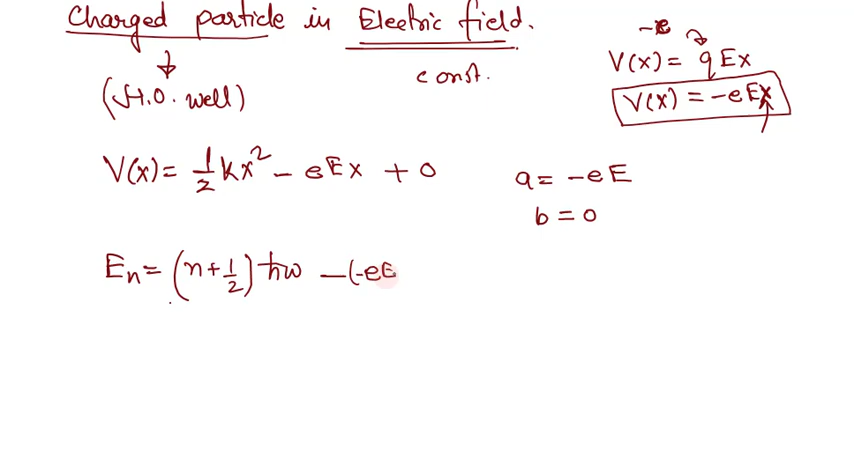 Charged particle in Electric field.
const.
(H.O. well)
-e
V(x) = qEx
V(x) = -eEx
V(x) = 1/2 kx² - eEx + 0
a = -eE
b = 0
Eₙ = (n + 1/2) ħω - (-eE